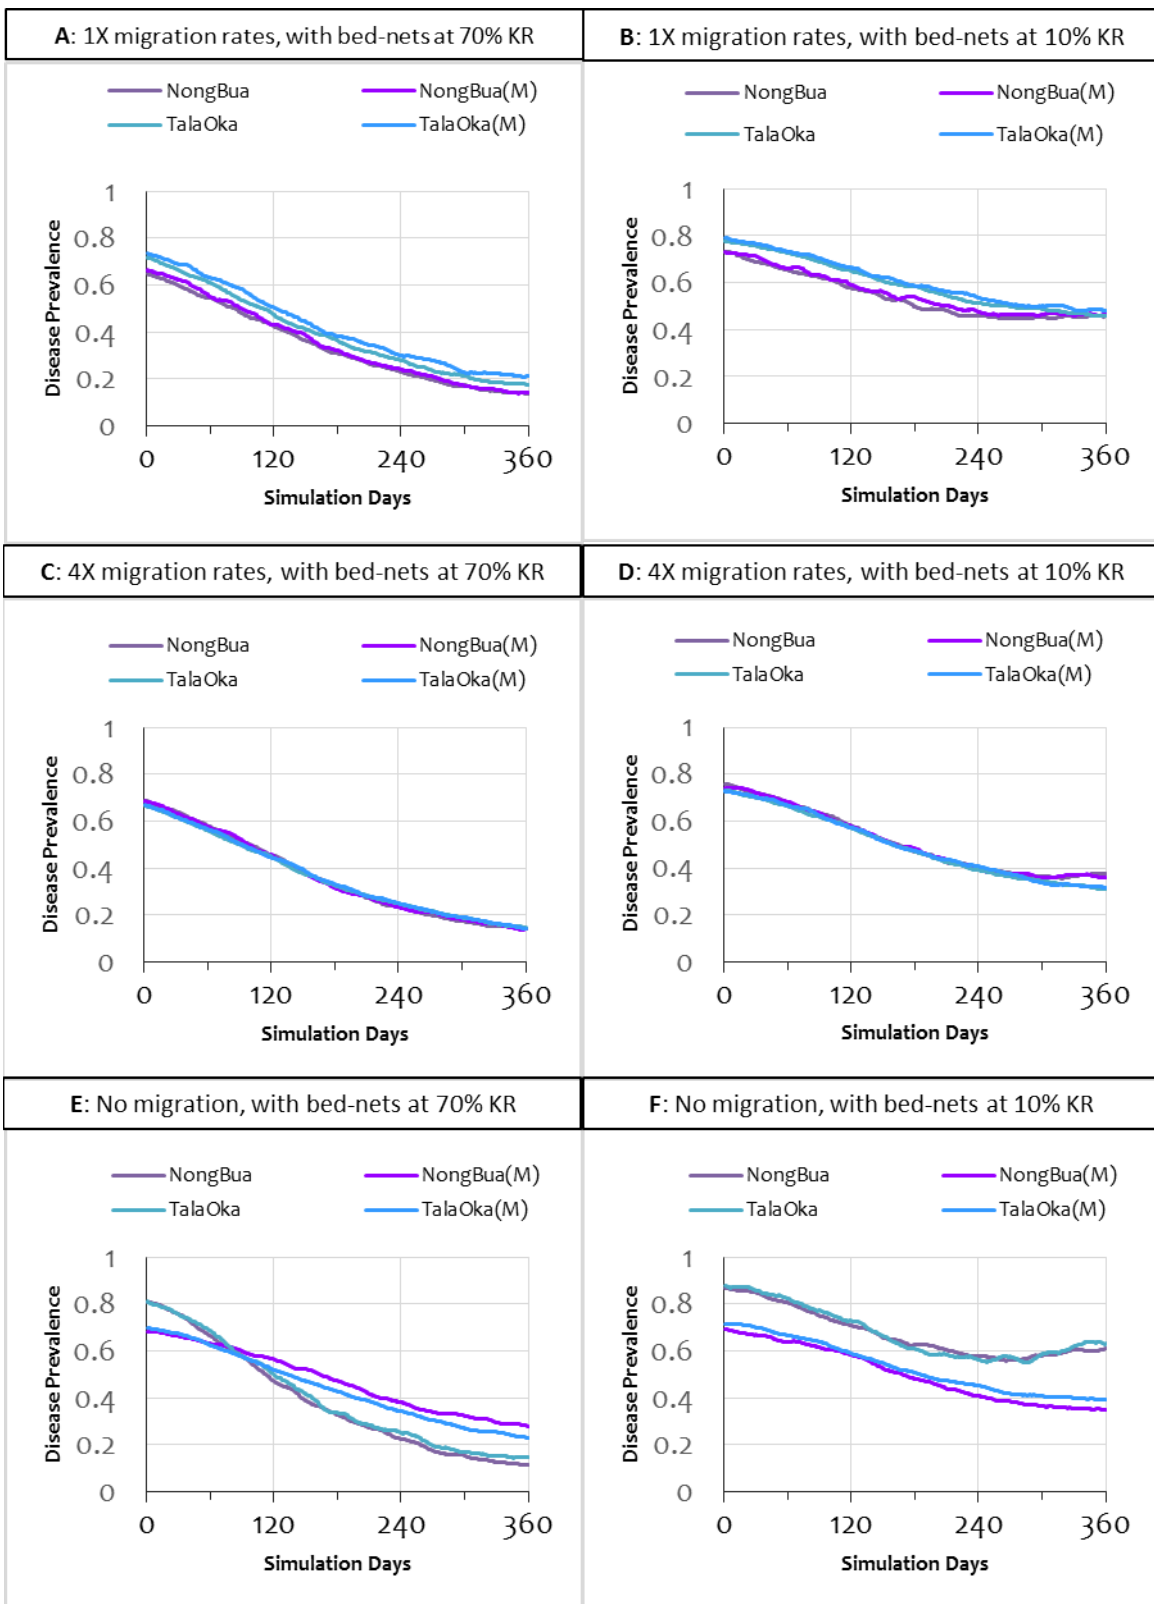 A: 1X migration rates, with bed-nets at 70% KR
NongBua NongBua(M)
TalaOka TalaOka(M)
1
0.8
0.6
0.4
0.2
0
Disease Prevalence
0 120 240 360
Simulation Days
B: 1X migration rates, with bed-nets at 10% KR
NongBua NongBua(M)
TalaOka TalaOka(M)
1
0.8
0.6
0.4
0.2
0
Disease Prevalence
0 120 240 360
Simulation Days
C: 4X migration rates, with bed-nets at 70% KR
NongBua NongBua(M)
TalaOka TalaOka(M)
1
0.8
0.6
0.4
0.2
0
Disease Prevalence
0 120 240 360
Simulation Days
D: 4X migration rates, with bed-nets at 10% KR
NongBua NongBua(M)
TalaOka TalaOka(M)
1
0.8
0.6
0.4
0.2
0
Disease Prevalence
0 120 240 360
Simulation Days
E: No migration, with bed-nets at 70% KR
NongBua NongBua(M)
TalaOka TalaOka(M)
1
0.8
0.6
0.4
0.2
0
Disease Prevalence
0 120 240 360
Simulation Days
F: No migration, with bed-nets at 10% KR
NongBua NongBua(M)
TalaOka TalaOka(M)
1
0.8
0.6
0.4
0.2
0
Disease Prevalence
0 120 240 360
Simulation Days